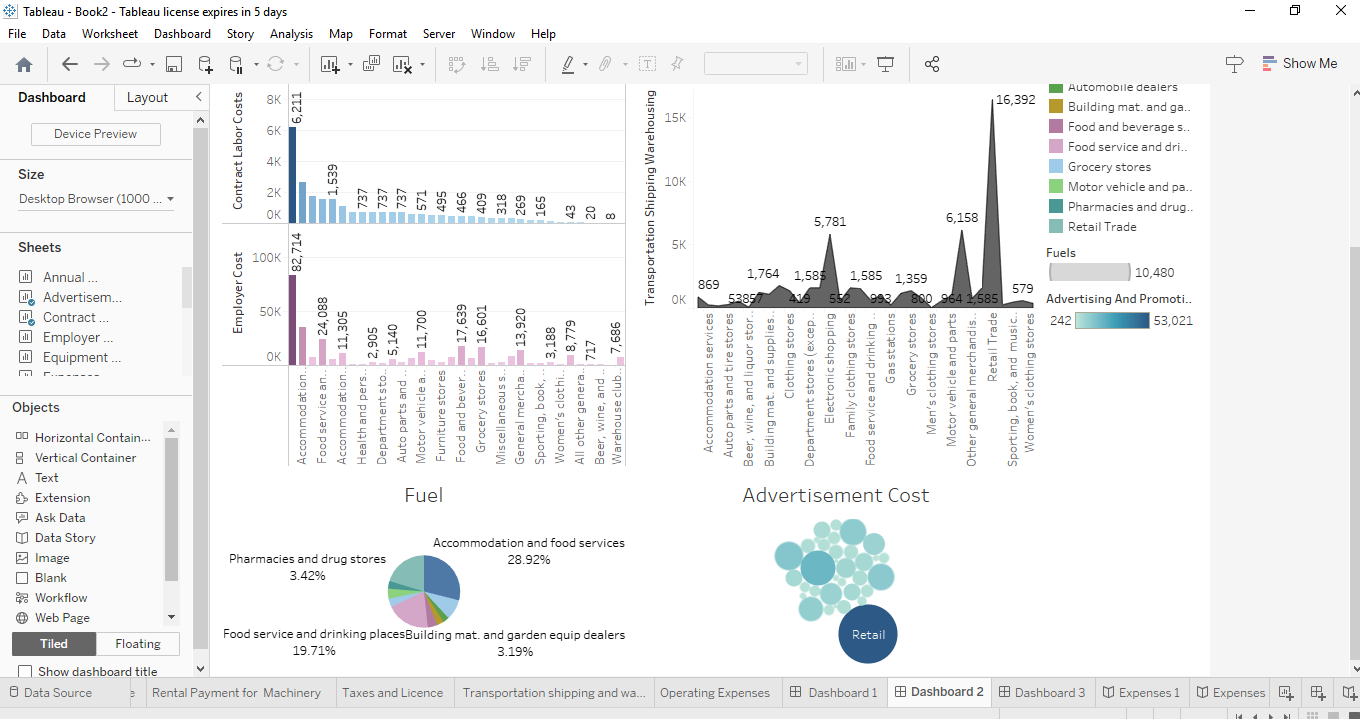 Tableau - Book2 - Tableau license expires in 5 days
File Data Worksheet Dashboard Story Analysis Map Format Server Window Help
Show Me
Dashboard Layout
Device Preview
Size
Desktop Browser (1000 ...
Sheets
Annual ...
Advertisem...
Contract ...
Employer ...
Equipment ...
Objects
Horizontal Contain...
Vertical Container
Text
Extension
Ask Data
Data Story
Image
Blank
Workflow
Web Page
Tiled Floating
Show dashboard title
Contract Labor Costs
8K
6K
4K
2K
0K
6,211
1,539
737
737
737
571
495
466
409
318
269
165
43
20
8
Employer Cost
100K
50K
0K
82,714
24,088
11,305
2,905
5,140
11,700
17,639
16,601
13,920
3,188
8,779
717
7,686
Accommodation...
Food service an...
Accommodation...
Health and pers...
Department sto...
Auto parts and ...
Motor vehicle a...
Furniture stores
Food and bever...
Grocery stores
Miscellaneous s...
General mercha...
Sporting, book, ...
Women's clothi...
All other genera...
Beer, wine, and ...
Warehouse club...
Transportation Shipping Warehousing
15K
10K
5K
0K
869
53857
1,764
1,585
419
5,781
552
1,585
993
1,359
800
6,158
964
1,585
16,392
579
Accommodation services
Auto parts and tire stores
Beer, wine, and liquor stor...
Building mat. and supplies...
Clothing stores
Department stores (excep...
Electronic shopping
Family clothing stores
Food service and drinking ...
Gas stations
Grocery stores
Men's clothing stores
Motor vehicle and parts
Other general merchandis...
Retail Trade
Sporting, book, and music...
Women's clothing stores
Automobile dealers
Building mat. and ga..
Food and beverage s..
Food service and dri..
Grocery stores
Motor vehicle and pa..
Pharmacies and drug..
Retail Trade
Fuels
10,480
Advertising And Promoti..
242 53,021
Fuel
Accommodation and food services
28.92%
Pharmacies and drug stores
3.42%
Food service and drinking places
19.71%
Building mat. and garden equip dealers
3.19%
Advertisement Cost
Retail
Data Source e Rental Payment for Machinery Taxes and Licence Transportation shipping and wa... Operating Expenses Dashboard 1 Dashboard 2 Dashboard 3 Expenses 1 Expenses